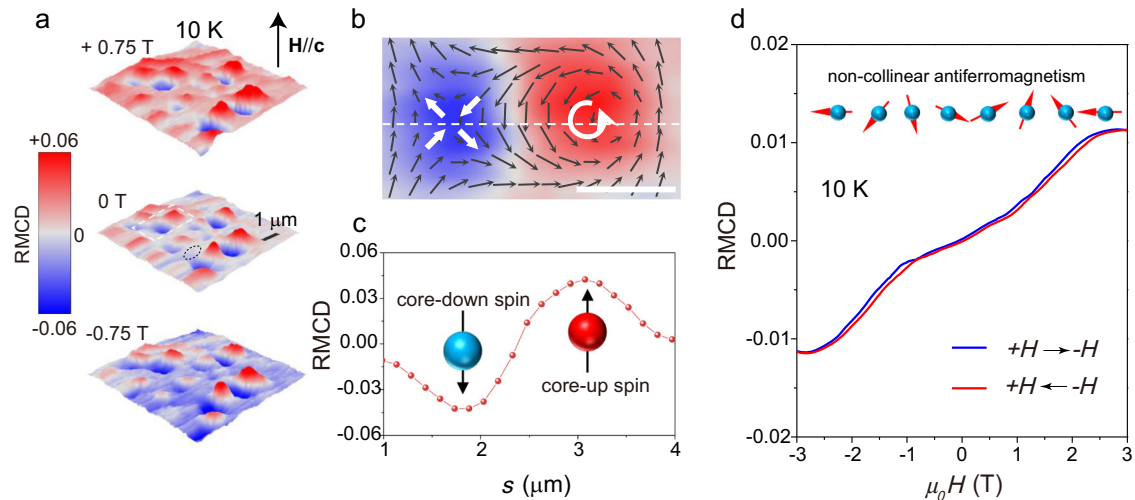 a
10 K
H//c
+ 0.75 T
0 T
-0.75 T
1 μm
RMCD
+0.06
0
-0.06
b
c
RMCD
0.06
0.03
0.00
-0.03
-0.06
core-down spin
core-up spin
1 2 3 4
s (μm)
d
RMCD
0.02
0.01
0.00
-0.01
-0.02
non-collinear antiferromagnetism
10 K
+H → -H
+H ← -H
-3 -2 -1 0 1 2 3
μ₀H (T)